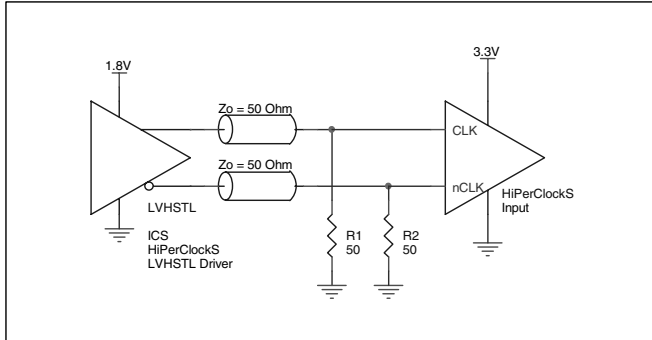 1.8V
3.3V
Zo = 50 Ohm
CLK
Zo = 50 Ohm
nCLK
HiPerClockS
Input
LVHSTL
ICS
HiPerClockS
LVHSTL Driver
R1
50
R2
50